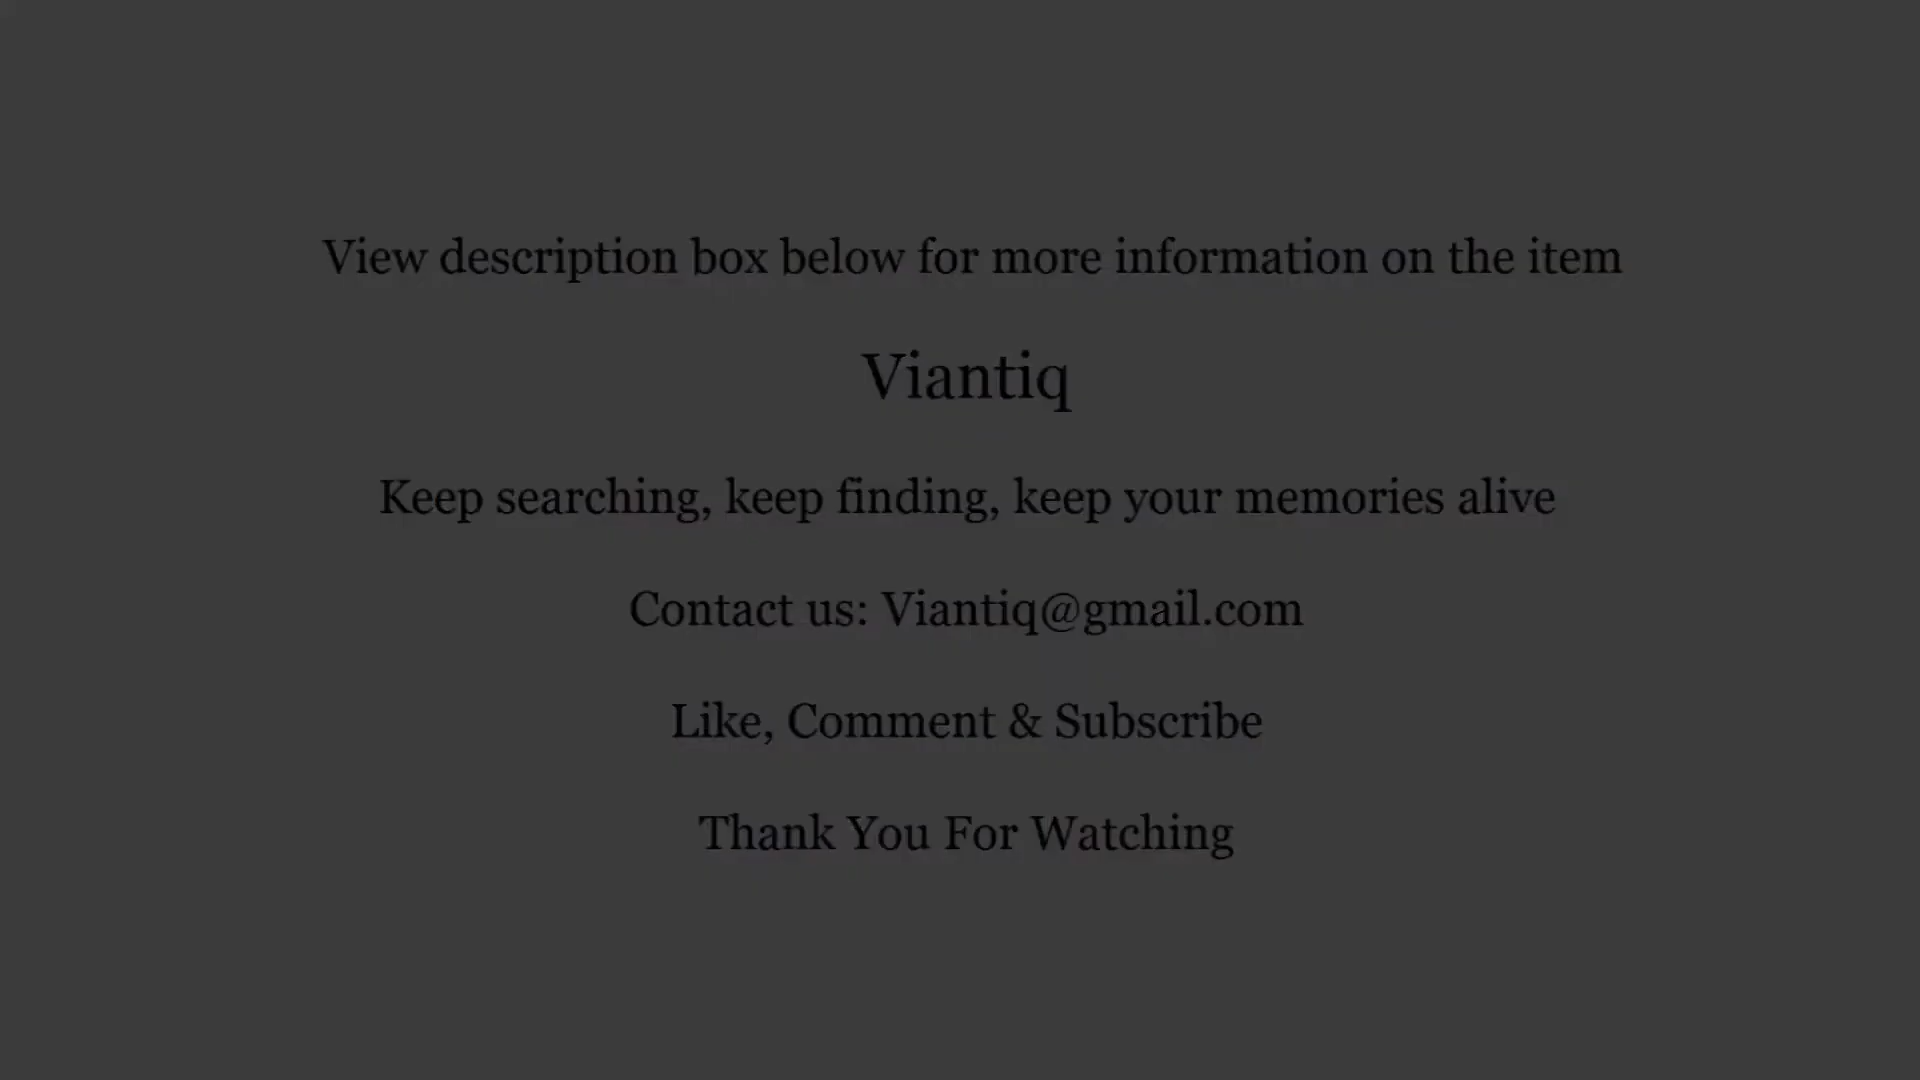 View description box below for more information on the item
Viantiq
Keep searching, keep finding, keep your memories alive
Contact us: Viantiq@gmail.com
Like, Comment & Subscribe
Thank You For Watching